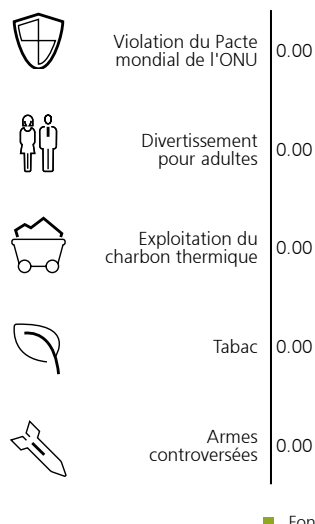 Violation du Pacte
mondial de l'ONU 0.00
Divertissement
pour adultes 0.00
Exploitation du
charbon thermique 0.00
Tabac 0.00
Armes
controversées 0.00